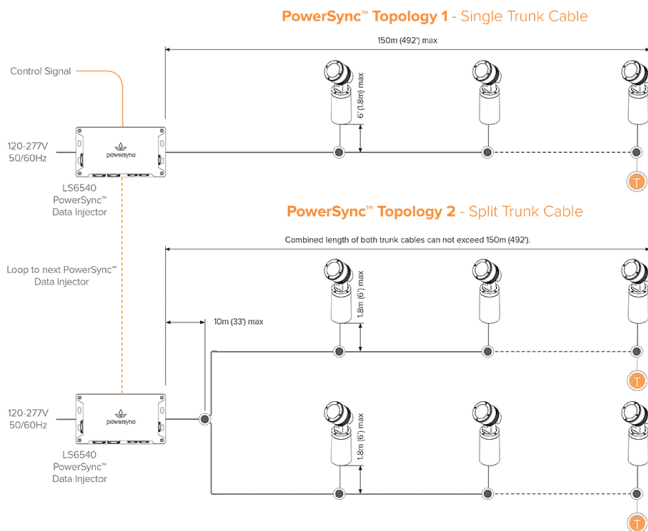 PowerSync™ Topology 1 - Single Trunk Cable
150m (492') max
Control Signal
6' (1.8m) max
120-277V
50/60Hz
powersync
LS6540
PowerSync™
Data Injector
T
PowerSync™ Topology 2 - Split Trunk Cable
Combined length of both trunk cables can not exceed 150m (492').
Loop to next PowerSync™
Data Injector
1.8m (6') max
10m (33') max
T
120-277V
50/60Hz
powersync
1.8m (6') max
LS6540
PowerSync™
Data Injector
T